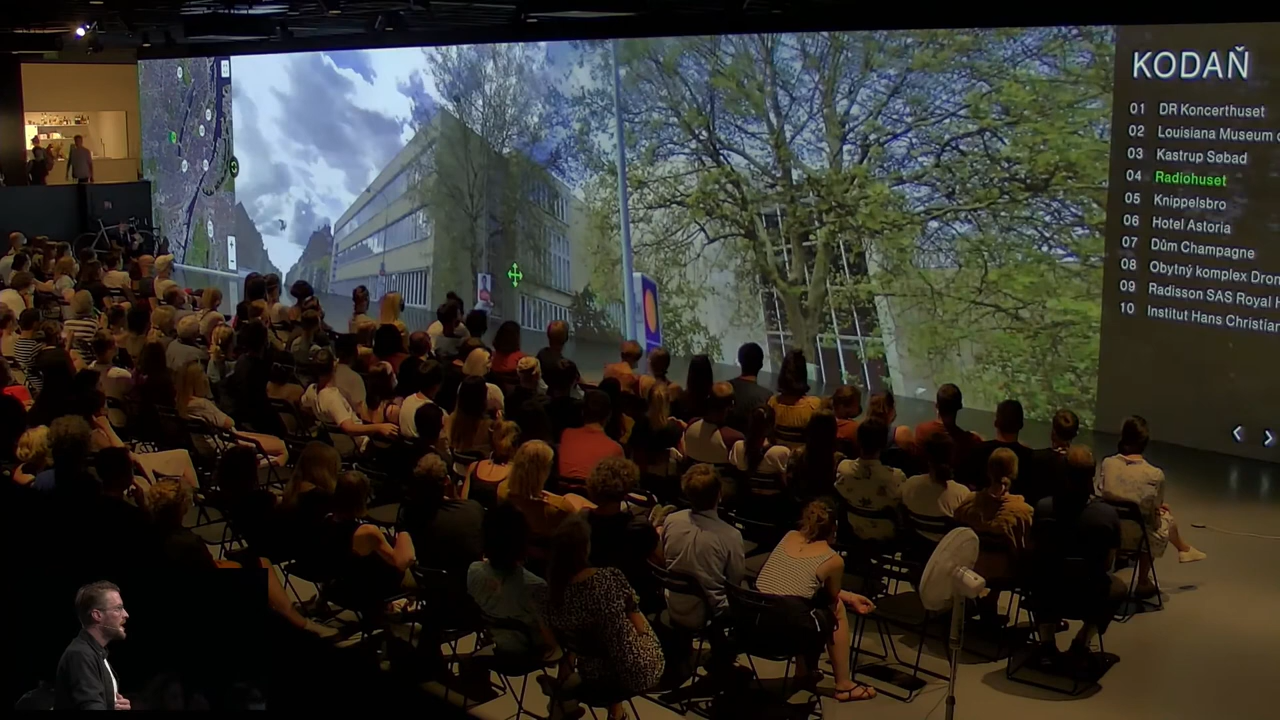 KODAŇ
01 DR Koncerthuset
02 Louisiana Museum
03 Kastrup Søbad
04 Radiohuset
05 Knippelsbro
06 Hotel Astoria
07 Dům Champagne
08 Obytný komplex
09 Radisson SAS Royal
10 Institut Hans Christian